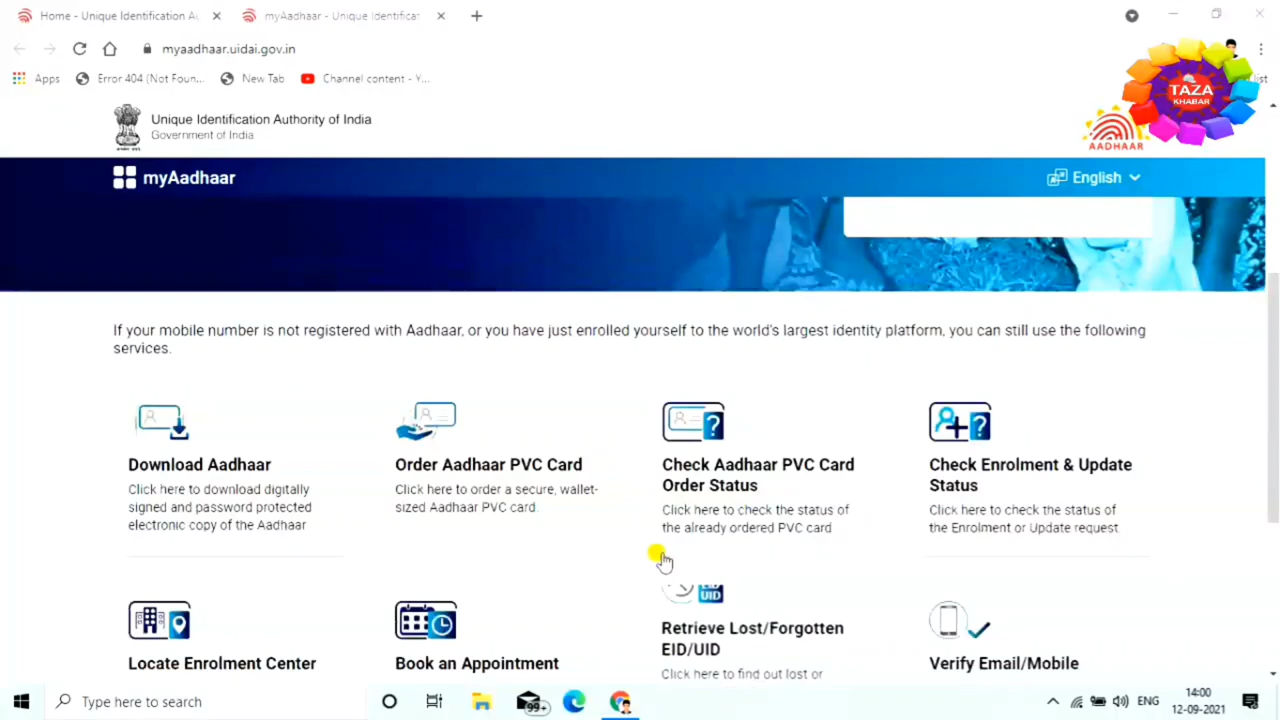 Home - Unique Identification Au
myAadhaar - Unique Identificat
myaadhaar.uidai.gov.in
Apps
Error 404 (Not Foun...
New Tab
Channel content - Y...
TAZA
KHABAR
AADHAAR
Unique Identification Authority of India
Government of India
myAadhaar
English
If your mobile number is not registered with Aadhaar, or you have just enrolled yourself to the world's largest identity platform, you can still use the following
services.
Download Aadhaar
Click here to download digitally
signed and password protected
electronic copy of the Aadhaar
Order Aadhaar PVC Card
Click here to order a secure, wallet-
sized Aadhaar PVC card.
Check Aadhaar PVC Card
Order Status
Click here to check the status of
the already ordered PVC card
Check Enrolment & Update
Status
Click here to check the status of
the Enrolment or Update request
Locate Enrolment Center
Book an Appointment
UID
Retrieve Lost/Forgotten
EID/UID
Click here to find out lost or
Verify Email/Mobile
Type here to search
99+
ENG
14:00
12-09-2021